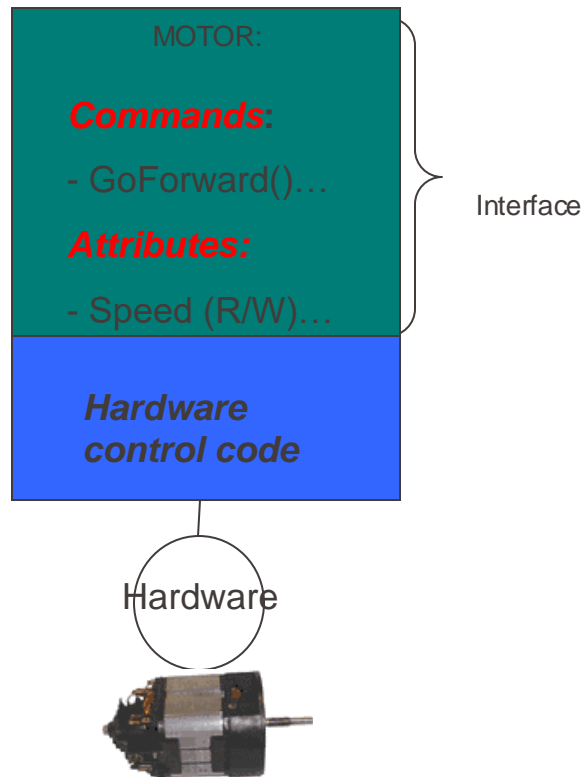 MOTOR:
Commands:
- GoForward()...
Attributes:
- Speed (R/W)...
Interface
Hardware
control code
Hardware